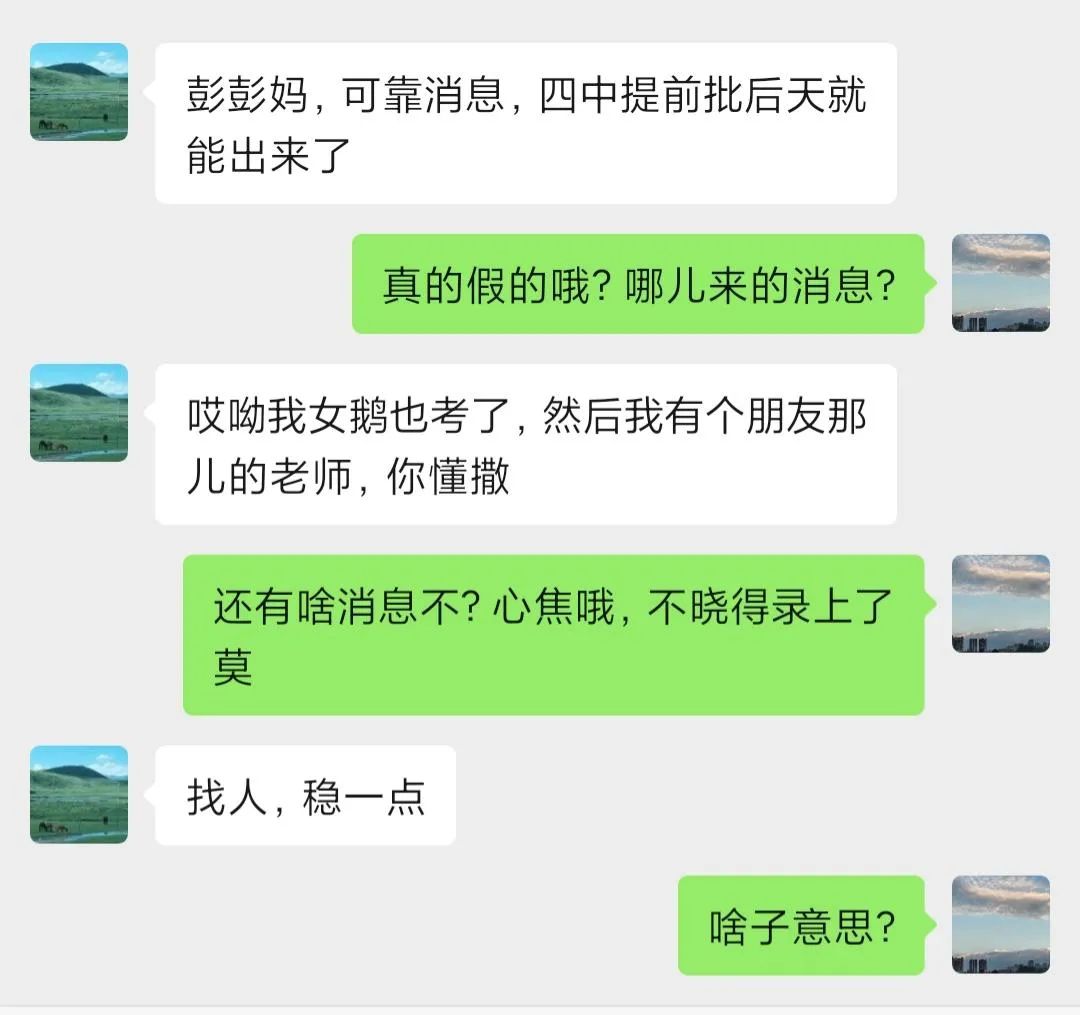 彭彭妈，可靠消息，四中提前批后天就
能出来了
真的假的哦？哪儿来的消息？
哎呦我女鹅也考了，然后我有个朋友那
儿的老师，你懂撒
还有啥消息不？心焦哦，不晓得录上了
莫
找人，稳一点
啥子意思？